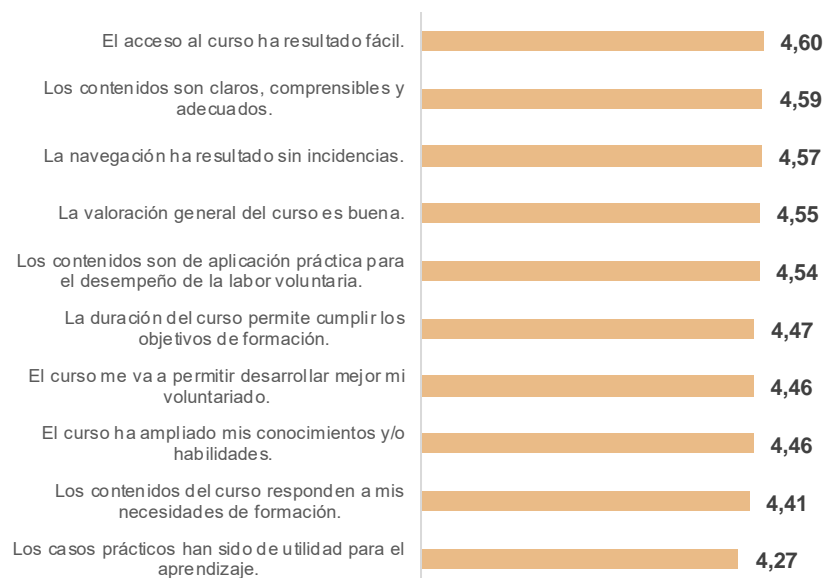 El acceso al curso ha resultado fácil.
4,60
Los contenidos son claros, comprensibles y
adecuados.
4,59
La navegación ha resultado sin incidencias.
4,57
La valoración general del curso es buena.
4,55
Los contenidos son de aplicación práctica para
el desempeño de la labor voluntaria.
4,54
La duración del curso permite cumplir los
objetivos de formación.
4,47
El curso me va a permitir desarrollar mejor mi
voluntariado.
4,46
El curso ha ampliado mis conocimientos y/o
habilidades.
4,46
Los contenidos del curso responden a mis
necesidades de formación.
4,41
Los casos prácticos han sido de utilidad para el
aprendizaje.
4,27